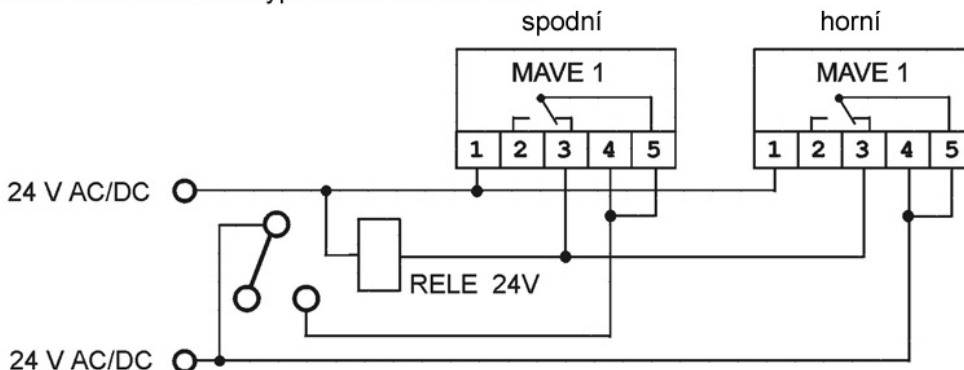 spodní horní
MAVE 1 MAVE 1
1 2 3 4 5 1 2 3 4 5
24 V AC/DC
RELE 24V
24 V AC/DC